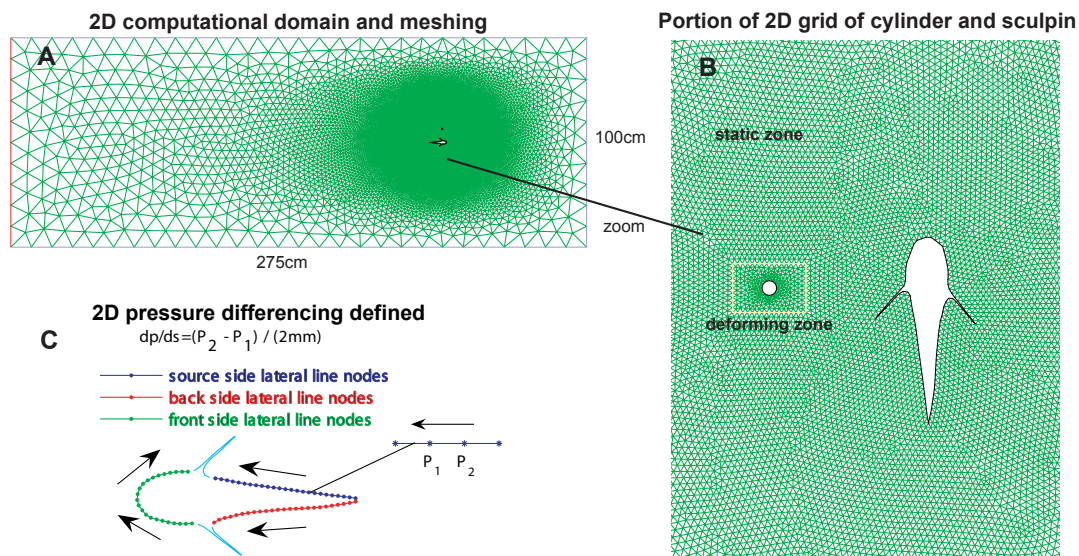 2D computational domain and meshing
A
100cm
zoom
275cm
Portion of 2D grid of cylinder and sculpin
B
static zone
deforming zone
2D pressure differencing defined
C
dp/ds=(P2 - P1) / (2mm)
source side lateral line nodes
back side lateral line nodes
front side lateral line nodes
P1 P2